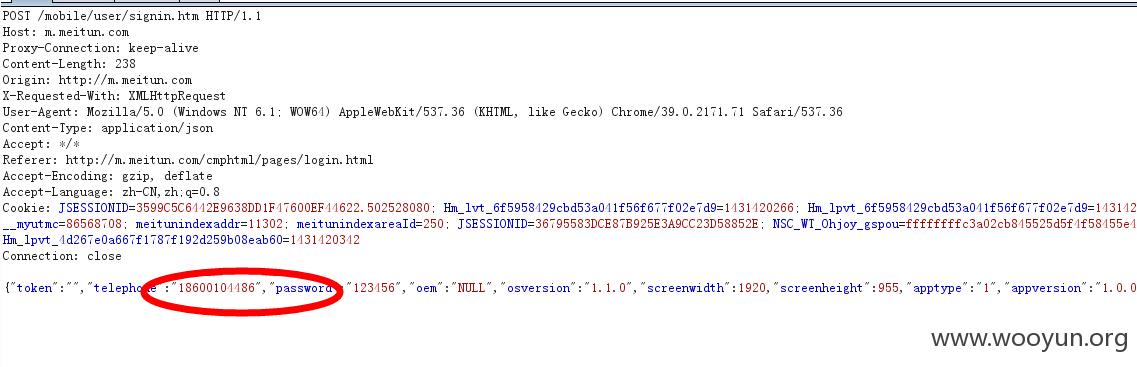 POST /mobile/user/signin.htm HTTP/1.1
Host: m.meitun.com
Proxy-Connection: keep-alive
Content-Length: 238
Origin: http://m.meitun.com
X-Requested-With: XMLHttpRequest
User-Agent: Mozilla/5.0 (Windows NT 6.1; WOW64) AppleWebKit/537.36 (KHTML, like Gecko) Chrome/39.0.2171.71 Safari/537.36
Content-Type: application/json
Accept: */*
Referer: http://m.meitun.com/cmphtml/pages/login.html
Accept-Encoding: gzip, deflate
Accept-Language: zh-CN,zh;q=0.8
Cookie: JSESSIONID=3599C5C6442E9638DD1F47600EF44622.502528080; Hm_lvt_6f5958429cbd53a041f56f677f02e7d9=1431420266; Hm_lpvt_6f5958429cbd53a041f56f677f02e7d9=143142
__myutmc=86568708; meitunindexaddr=11302; meitunindexareaId=250; JSESSIONID=36795583DCE87B925E3A9CC23D58852E; NSC_WT_Ohjoy_gspou=ffffffffc3a02cb845525d5f4f58455e4
Hm_lpvt_4d267e0a667f1787f192d259b08eab60=1431420342
Connection: close
{"token":"","telephone":"18600104486","password":"123456","oem":"NULL","osversion":"1.1.0","screenwidth":1920,"screenheight":955,"apptype":"1","appversion":"1.0.0
www.wooyun.org